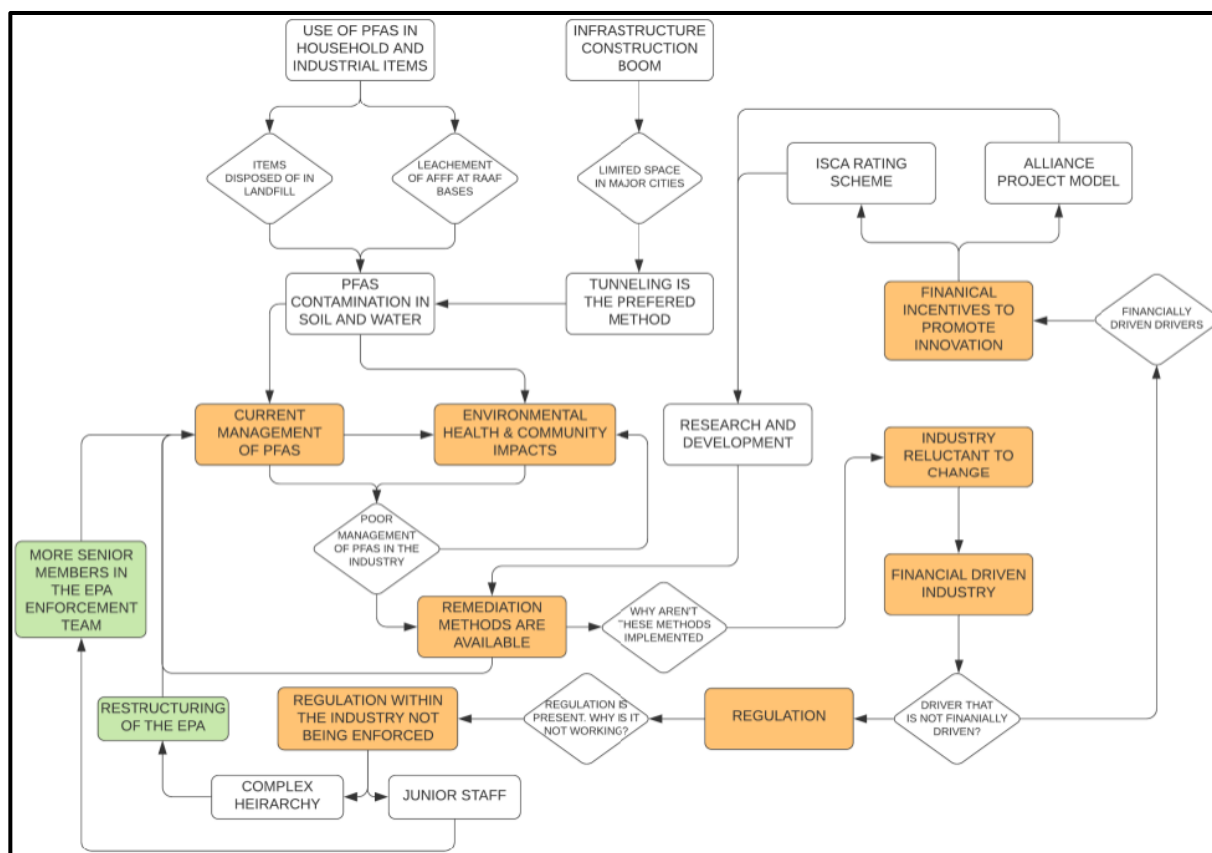 USE OF PFAS IN
HOUSEHOLD AND
INDUSTRIAL ITEMS
INFRASTRUCTURE
CONSTRUCTION
BOOM
ITEMS
DISPOSED OF IN
LANDFILL
LEACHEMENT
OF AFFF AT RAAF
BASES
LIMITED SPACE
IN MAJOR CITIES
ISCA RATING
SCHEME
ALLIANCE
PROJECT MODEL
PFAS
CONTAMINATION IN
SOIL AND WATER
TUNNELING IS
THE PREFERED
METHOD
FINANICAL
INCENTIVES TO
PROMOTE
INNOVATION
FINANCIALLY
DRIVEN DRIVERS
CURRENT
MANAGEMENT
OF PFAS
ENVIRONMENTAL
HEALTH & COMMUNITY
IMPACTS
RESEARCH AND
DEVELOPMENT
INDUSTRY
RELUCTANT TO
CHANGE
POOR
MANAGEMENT
OF PFAS IN THE
INDUSTRY
MORE SENIOR
MEMBERS IN
THE EPA
ENFORCEMENT
TEAM
FINANCIAL DRIVEN
INDUSTRY
REMEDIATION
METHODS ARE
AVAILABLE
WHY AREN'T
THESE METHODS
IMPLEMENTED
RESTRUCTURING
OF THE EPA
REGULATION WITHIN
THE INDUSTRY NOT
BEING ENFORCED
REGULATION IS
PRESENT. WHY IS IT
NOT WORKING?
REGULATION
DRIVER THAT
IS NOT FINANIALLY
DRIVEN?
COMPLEX
HEIRARCHY
JUNIOR STAFF